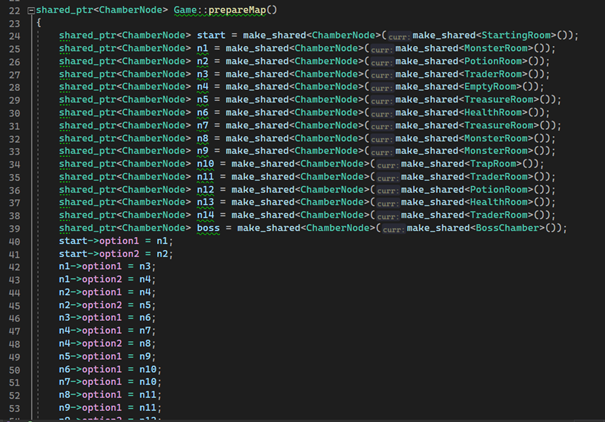 22 shared_ptr<ChamberNode> Game::prepareMap()
23 {
24 shared_ptr<ChamberNode> start = make_shared<ChamberNode>(curr: make_shared<StartingRoom>());
25 shared_ptr<ChamberNode> n1 = make_shared<ChamberNode>(curr: make_shared<MonsterRoom>());
26 shared_ptr<ChamberNode> n2 = make_shared<ChamberNode>(curr: make_shared<PotionRoom>());
27 shared_ptr<ChamberNode> n3 = make_shared<ChamberNode>(curr: make_shared<TraderRoom>());
28 shared_ptr<ChamberNode> n4 = make_shared<ChamberNode>(curr: make_shared<EmptyRoom>());
29 shared_ptr<ChamberNode> n5 = make_shared<ChamberNode>(curr: make_shared<TreasureRoom>());
30 shared_ptr<ChamberNode> n6 = make_shared<ChamberNode>(curr: make_shared<HealthRoom>());
31 shared_ptr<ChamberNode> n7 = make_shared<ChamberNode>(curr: make_shared<TreasureRoom>());
32 shared_ptr<ChamberNode> n8 = make_shared<ChamberNode>(curr: make_shared<MonsterRoom>());
33 shared_ptr<ChamberNode> n9 = make_shared<ChamberNode>(curr: make_shared<MonsterRoom>());
34 shared_ptr<ChamberNode> n10 = make_shared<ChamberNode>(curr: make_shared<TrapRoom>());
35 shared_ptr<ChamberNode> n11 = make_shared<ChamberNode>(curr: make_shared<TraderRoom>());
36 shared_ptr<ChamberNode> n12 = make_shared<ChamberNode>(curr: make_shared<PotionRoom>());
37 shared_ptr<ChamberNode> n13 = make_shared<ChamberNode>(curr: make_shared<HealthRoom>());
38 shared_ptr<ChamberNode> n14 = make_shared<ChamberNode>(curr: make_shared<TraderRoom>());
39 shared_ptr<ChamberNode> boss = make_shared<ChamberNode>(curr: make_shared<BossChamber>());
40 start->option1 = n1;
41 start->option2 = n2;
42 n1->option1 = n3;
43 n1->option2 = n4;
44 n2->option1 = n4;
45 n2->option2 = n5;
46 n3->option1 = n6;
47 n4->option1 = n7;
48 n4->option2 = n8;
49 n5->option1 = n9;
50 n6->option1 = n10;
51 n7->option1 = n10;
52 n8->option1 = n11;
53 n9->option1 = n11;